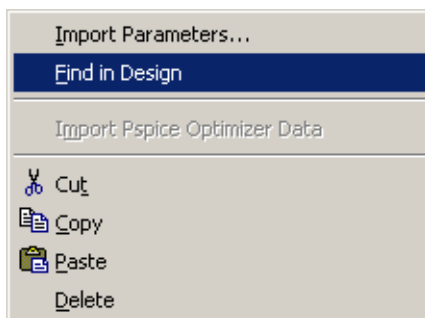 Import Parameters...
Find in Design
Import Pspice Optimizer Data
Cut
Copy
Paste
Delete